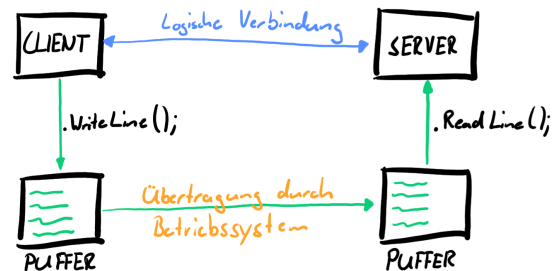 Logische Verbindung
CLIENT
SERVER
.WriteLine();
.ReadLine();
Übertragung durch
Betriebssystem
PUFFER
PUFFER